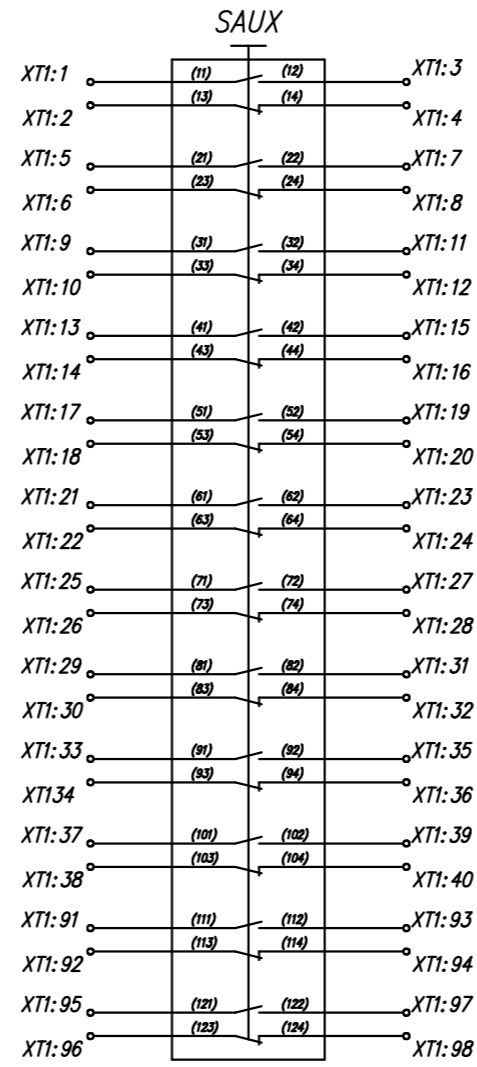 SAUX
XT1:1 (11) (12) XT1:3
XT1:2 (13) (14) XT1:4
XT1:5 (21) (22) XT1:7
XT1:6 (23) (24) XT1:8
XT1:9 (31) (32) XT1:11
XT1:10 (33) (34) XT1:12
XT1:13 (41) (42) XT1:15
XT1:14 (43) (44) XT1:16
XT1:17 (51) (52) XT1:19
XT1:18 (53) (54) XT1:20
XT1:21 (61) (62) XT1:23
XT1:22 (63) (64) XT1:24
XT1:25 (71) (72) XT1:27
XT1:26 (73) (74) XT1:28
XT1:29 (81) (82) XT1:31
XT1:30 (83) (84) XT1:32
XT1:33 (91) (92) XT1:35
XT134 (93) (94) XT1:36
XT1:37 (101) (102) XT1:39
XT1:38 (103) (104) XT1:40
XT1:91 (111) (112) XT1:93
XT1:92 (113) (114) XT1:94
XT1:95 (121) (122) XT1:97
XT1:96 (123) (124) XT1:98